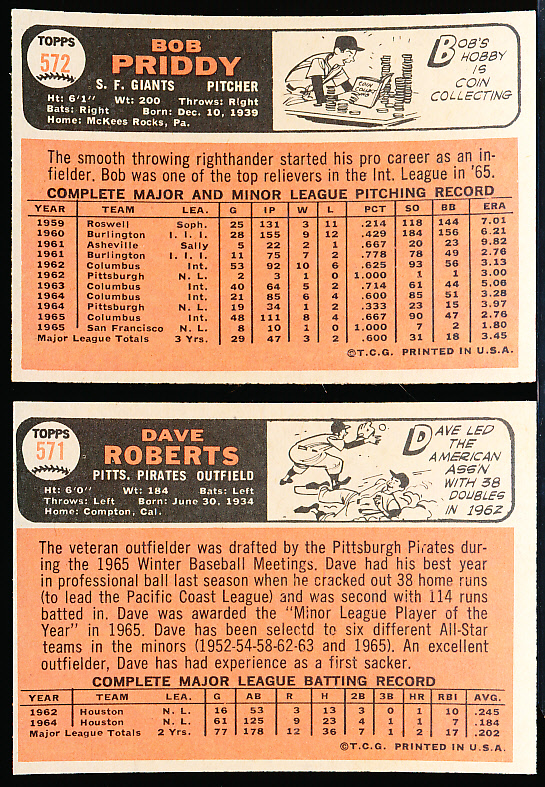 TOPPS
572
BOB
PRIDDY
S. F. GIANTS PITCHER
Ht: 6'1" Wt: 200 Throws: Right
Bats: Right Born: Dec. 10, 1939
Home: McKees Rocks, Pa.
BOB'S
HOBBY
IS
COIN
COLLECTING
The smooth throwing righthander started his pro career as an in-
fielder. Bob was one of the top relievers in the Int. League in '65.
COMPLETE MAJOR AND MINOR LEAGUE PITCHING RECORD
YEAR TEAM LEA. G IP W L PCT SO BB ERA
1959 Roswell Soph. 25 131 3 11 .214 118 144 7.01
1960 Burlington I. I. I. 28 155 9 12 .429 184 156 6.21
1961 Asheville Sally 5 22 2 1 .667 20 23 9.82
1961 Burlington I. I. I. 11 75 7 2 .778 78 49 2.76
1962 Columbus Int. 53 92 10 6 .625 93 56 3.13
1962 Pittsburgh N. L. 2 3 1 0 1.000 1 1 3.00
1963 Columbus Int. 40 64 5 2 .714 61 44 5.06
1964 Columbus Int. 21 85 6 4 .600 85 51 3.28
1964 Pittsburgh N. L. 19 34 1 2 .333 23 15 3.97
1965 Columbus Int. 48 111 8 4 .667 90 47 2.76
1965 San Francisco N. L. 8 10 1 0 1.000 7 2 1.80
Major League Totals 3 Yrs. 29 47 3 2 .600 31 18 3.45
©T.C.G. PRINTED IN U.S.A.
TOPPS
571
DAVE
ROBERTS
PITTS. PIRATES OUTFIELD
Ht: 6'0" Wt: 184 Bats: Left
Throws: Left Born: June 30, 1934
Home: Compton, Cal.
DAVE LED
THE
AMERICAN
ASS'N
WITH 38
DOUBLES
IN 1962
The veteran outfielder was drafted by the Pittsburgh Pirates dur-
ing the 1965 Winter Baseball Meetings. Dave had his best year
in professional ball last season when he cracked out 38 home runs
(to lead the Pacific Coast League) and was second with 114 runs
batted in. Dave was awarded the "Minor League Player of the
Year" in 1965. Dave has been selectd to six different All-Star
teams in the minors (1952-54-58-62-63 and 1965). An excellent
outfielder, Dave has had experience as a first sacker.
COMPLETE MAJOR LEAGUE BATTING RECORD
YEAR TEAM LEA. G AB R H 2B 3B HR RBI AVG.
1962 Houston N. L. 16 53 3 13 3 0 1 10 .245
1964 Houston N. L. 61 125 9 23 4 1 1 7 .184
Major League Totals 2 Yrs. 77 178 12 36 7 1 2 17 .202
©T.C.G. PRINTED IN U.S.A.